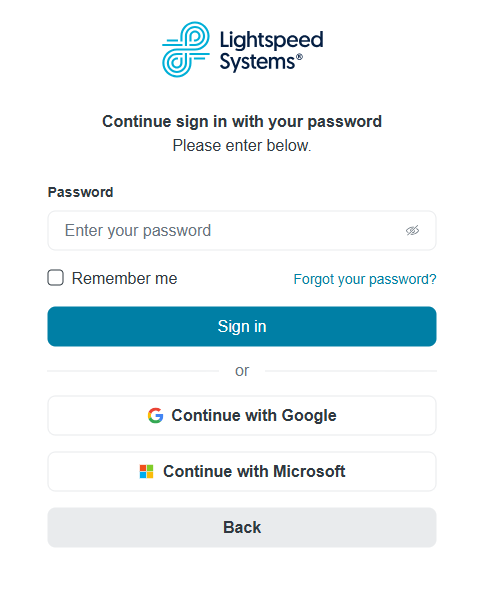 Lightspeed
Systems®
Continue sign in with your password
Please enter below.
Password
Enter your password
Remember me
Forgot your password?
Sign in
or
Continue with Google
Continue with Microsoft
Back